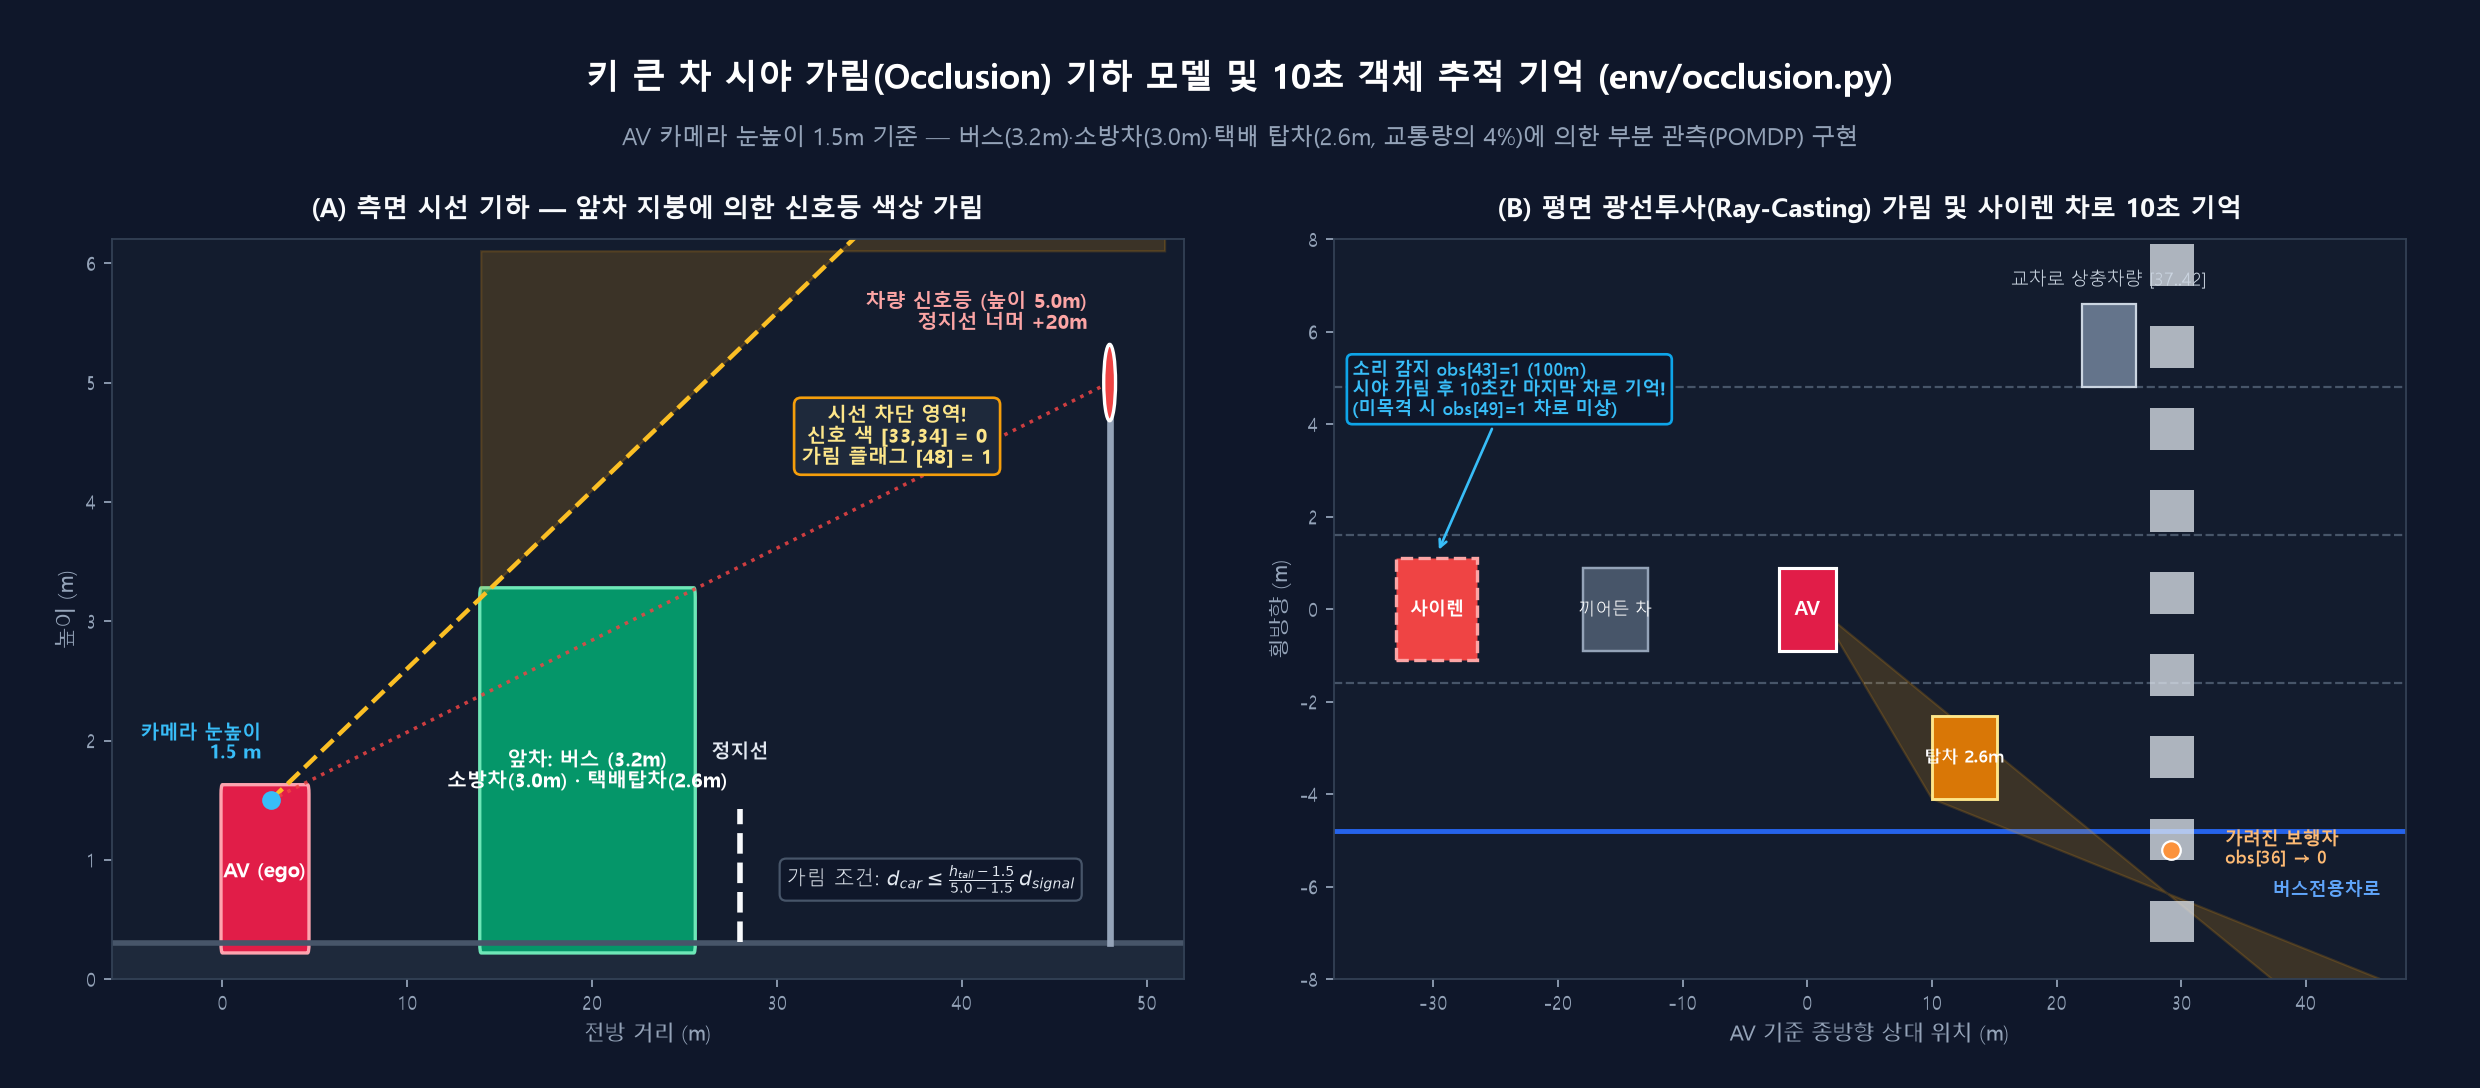 키 큰 차 시야 가림(Occlusion) 기하 모델 및 10초 객체 추적 기억 (env/occlusion.py)
AV 카메라 눈높이 1.5m 기준 — 버스(3.2m)·소방차(3.0m)·택배 탑차(2.6m, 교통량의 4%)에 의한 부분 관측(POMDP) 구현
(A) 측면 시선 기하 — 앞차 지붕에 의한 신호등 색상 가림
6
5
4
3
2
1
0
높이 (m)
차량 신호등 (높이 5.0m)
정지선 너머 +20m
시선 차단 영역!
신호 색 [33,34] = 0
가림 플래그 [48] = 1
카메라 눈높이
1.5 m
정지선
앞차: 버스 (3.2m)
소방차(3.0m) · 택배탑차(2.6m)
AV (ego)
가림 조건: d_car ≤ (h_tall − 1.5)/(5.0 − 1.5) d_signal
0 10 20 30 40 50
전방 거리 (m)
(B) 평면 광선투사(Ray-Casting) 가림 및 사이렌 차로 10초 기억
8
6
4
2
0
-2
-4
-6
-8
횡방향 (m)
교차로 상충차량 [37..42]
소리 감지 obs[43]=1 (100m)
시야 가림 후 10초간 마지막 차로 기억!
(미목격 시 obs[49]=1 차로 미상)
사이렌
끼어든 차
AV
탑차 2.6m
가려진 보행자
obs[36] → 0
버스전용차로
-30 -20 -10 0 10 20 30 40
AV 기준 종방향 상대 위치 (m)